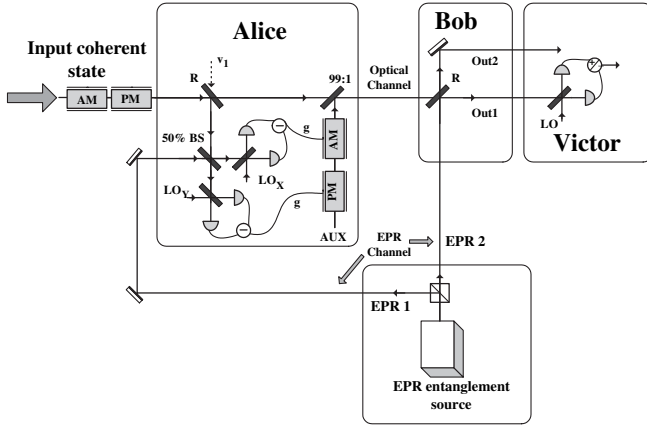 Alice
Bob
Victor
Input coherent
state
AM
PM
R
v1
99:1
Optical
Channel
R
Out2
Out1
LO
+
50% BS
LOX
LOY
−
−
g
g
AM
PM
AUX
EPR
Channel
EPR 2
EPR 1
EPR entanglement
source